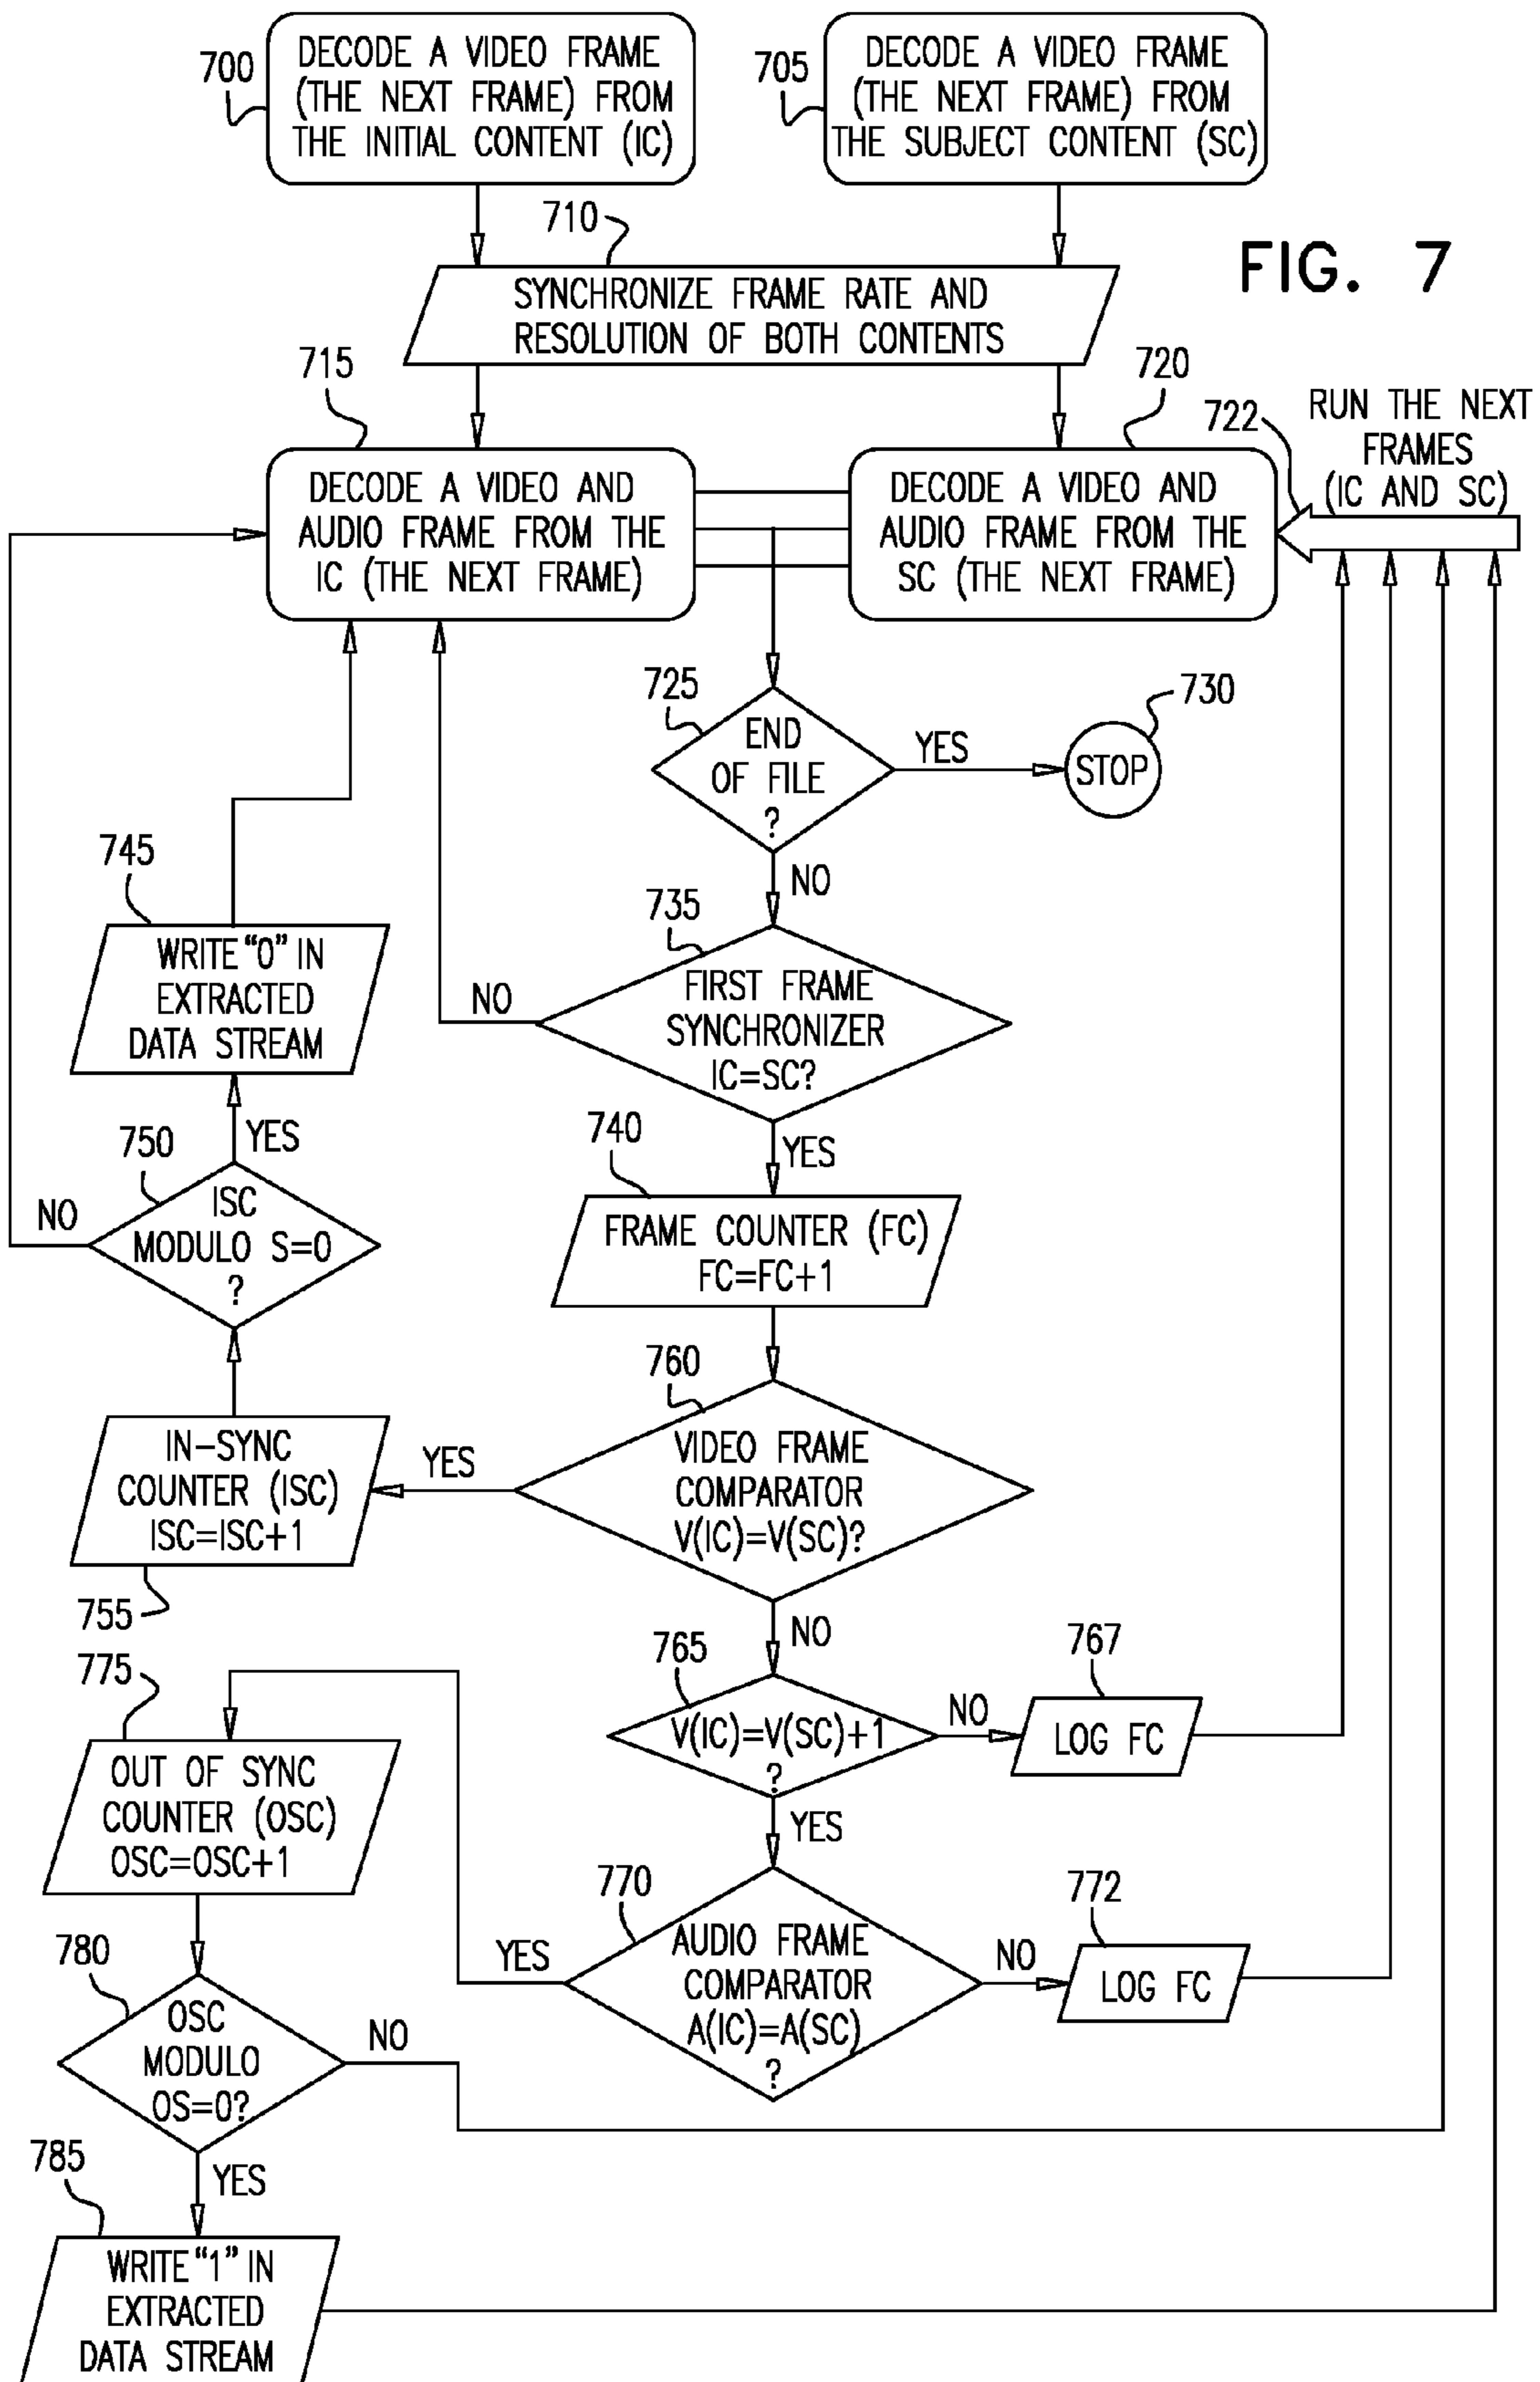 700
DECODE A VIDEO FRAME
(THE NEXT FRAME) FROM
THE INITIAL CONTENT (IC)
705
DECODE A VIDEO FRAME
(THE NEXT FRAME) FROM
THE SUBJECT CONTENT (SC)
710
SYNCHRONIZE FRAME RATE AND
RESOLUTION OF BOTH CONTENTS
FIG. 7
715
DECODE A VIDEO AND
AUDIO FRAME FROM THE
IC (THE NEXT FRAME)
720
DECODE A VIDEO AND
AUDIO FRAME FROM THE
SC (THE NEXT FRAME)
722
RUN THE NEXT
FRAMES
(IC AND SC)
725
END
OF FILE
?
YES
730
STOP
NO
735
FIRST FRAME
SYNCHRONIZER
IC=SC?
NO
YES
745
WRITE "0" IN
EXTRACTED
DATA STREAM
YES
750
ISC
MODULO S=0
?
NO
740
FRAME COUNTER (FC)
FC=FC+1
760
VIDEO FRAME
COMPARATOR
V(IC)=V(SC)?
YES
IN-SYNC
COUNTER (ISC)
ISC=ISC+1
755
NO
765
V(IC)=V(SC)+1
?
NO
767
LOG FC
YES
775
OUT OF SYNC
COUNTER (OSC)
OSC=OSC+1
770
AUDIO FRAME
COMPARATOR
A(IC)=A(SC)
?
YES
NO
772
LOG FC
780
OSC
MODULO
OS=0?
NO
YES
785
WRITE "1" IN
EXTRACTED
DATA STREAM